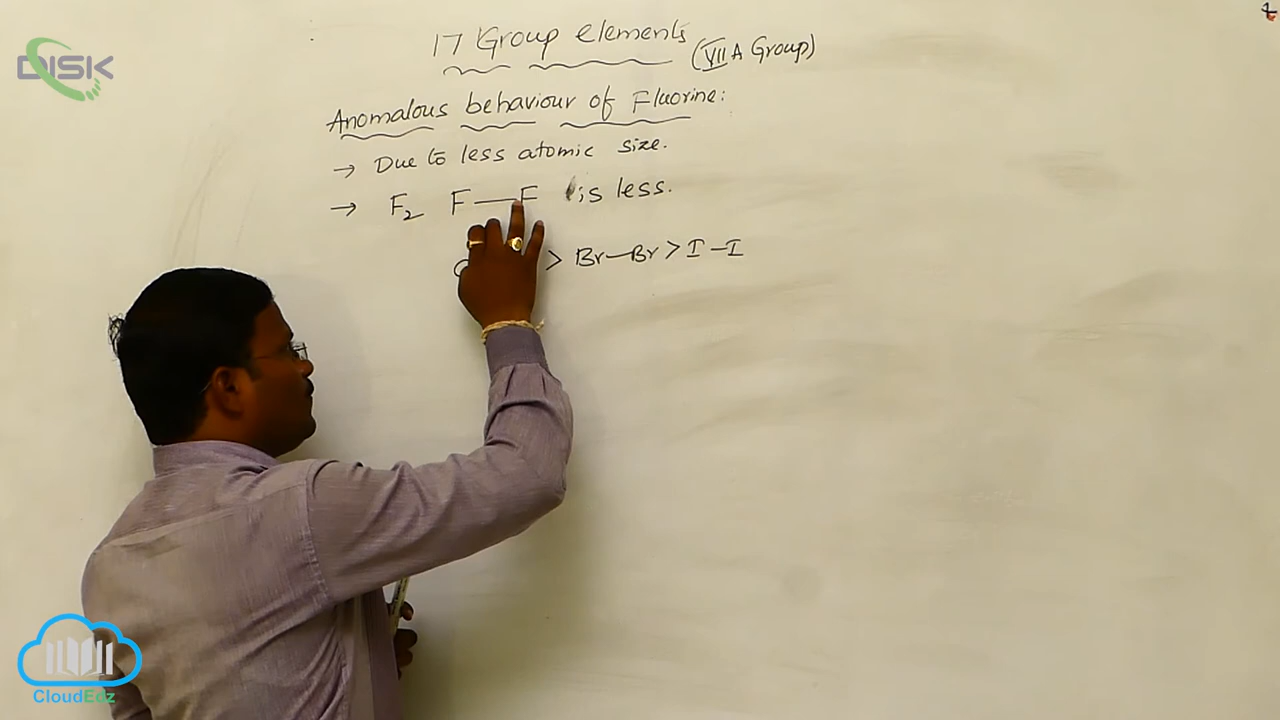 DISK
17 Group elements
(VII A Group)
Anomalous behaviour of Fluorine:
→ Due to less atomic size.
→ F₂ F—F is less.
> Br—Br > I—I
CloudEdz